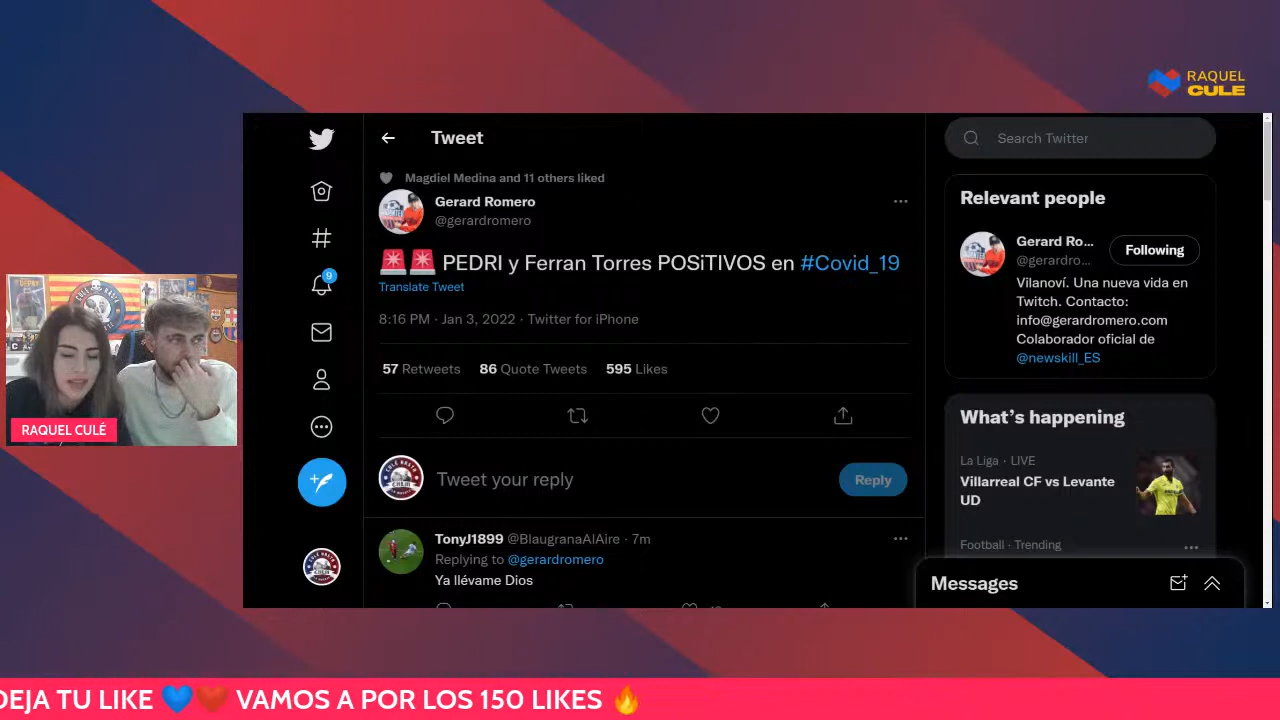 RAQUEL
CULE
Tweet
Search Twitter
Magdiel Medina and 11 others liked
Gerard Romero
@gerardromero
🚨🚨 PEDRI y Ferran Torres POSiTIVOS en #Covid_19
Translate Tweet
8:16 PM · Jan 3, 2022 · Twitter for iPhone
57 Retweets 86 Quote Tweets 595 Likes
Tweet your reply
Reply
TonyJ1899 @BlaugranaAlAire · 7m
Replying to @gerardromero
Ya llévame Dios
Relevant people
Gerard Ro...
@gerardro...
Following
Vilanoví. Una nueva vida en
Twitch. Contacto:
info@gerardromero.com
Colaborador oficial de
@newskill_ES
What's happening
La Liga · LIVE
Villarreal CF vs Levante
UD
Football · Trending
Messages
9
RAQUEL CULÉ
DEJA TU LIKE 💙❤️ VAMOS A POR LOS 150 LIKES 🔥